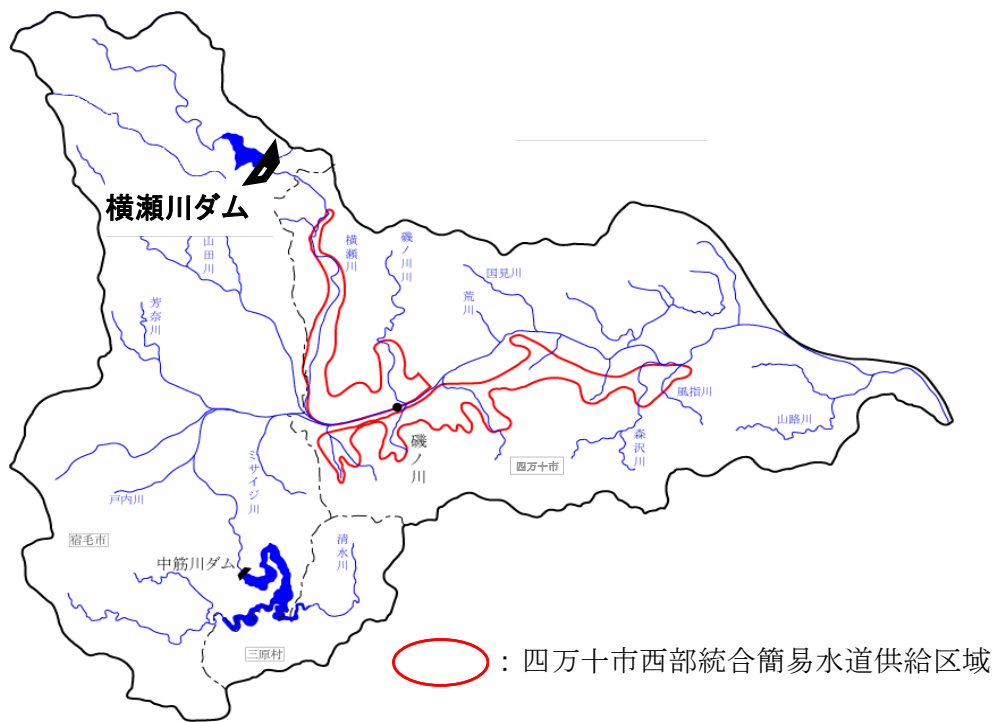 横瀬川ダム
山田川
横瀬川
磯ノ川川
国見川
荒川
芳奈川
風指川
山路川
森沢川
磯ノ川
四万十市
ミサイジ川
戸内川
宿毛市
清水川
中筋川ダム
三原村
：四万十市西部統合簡易水道供給区域